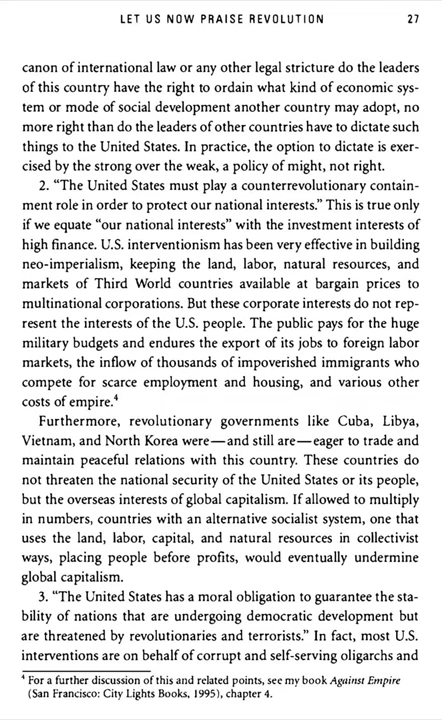 LET US NOW PRAISE REVOLUTION 27
canon of international law or any other legal stricture do the leaders
of this country have the right to ordain what kind of economic sys-
tem or mode of social development another country may adopt, no
more right than do the leaders of other countries have to dictate such
things to the United States. In practice, the option to dictate is exer-
cised by the strong over the weak, a policy of might, not right.
2. “The United States must play a counterrevolutionary contain-
ment role in order to protect our national interests.” This is true only
if we equate “our national interests” with the investment interests of
high finance. U.S. interventionism has been very effective in building
neo-imperialism, keeping the land, labor, natural resources, and
markets of Third World countries available at bargain prices to
multinational corporations. But these corporate interests do not rep-
resent the interests of the U.S. people. The public pays for the huge
military budgets and endures the export of its jobs to foreign labor
markets, the inflow of thousands of impoverished immigrants who
compete for scarce employment and housing, and various other
costs of empire.⁴
Furthermore, revolutionary governments like Cuba, Libya,
Vietnam, and North Korea were—and still are—eager to trade and
maintain peaceful relations with this country. These countries do
not threaten the national security of the United States or its people,
but the overseas interests of global capitalism. If allowed to multiply
in numbers, countries with an alternative socialist system, one that
uses the land, labor, capital, and natural resources in collectivist
ways, placing people before profits, would eventually undermine
global capitalism.
3. “The United States has a moral obligation to guarantee the sta-
bility of nations that are undergoing democratic development but
are threatened by revolutionaries and terrorists.” In fact, most U.S.
interventions are on behalf of corrupt and self-serving oligarchs and
⁴ For a further discussion of this and related points, see my book Against Empire
(San Francisco: City Lights Books, 1995), chapter 4.